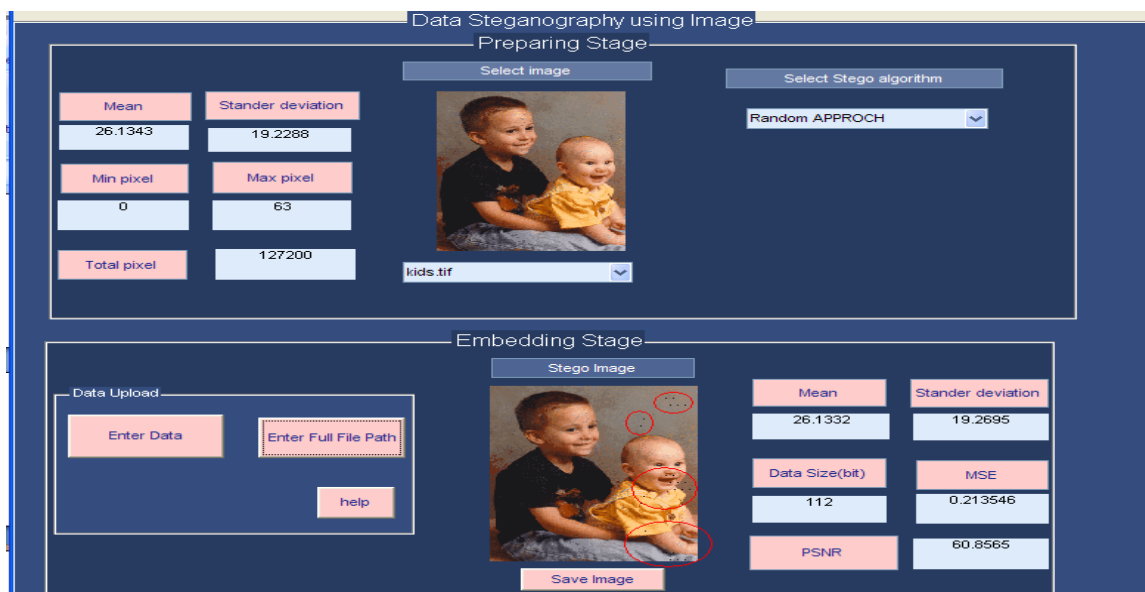 Data Steganography using Image
Preparing Stage
Select image
Select Stego algorithm
Mean
Stander deviation
26.1343
19.2288
Random APPROCH
Min pixel
Max pixel
0
63
Total pixel
127200
kids.tif
Embedding Stage
Stego Image
Data Upload
Enter Data
Enter Full File Path
help
Mean
Stander deviation
26.1332
19.2695
Data Size(bit)
MSE
112
0.213546
PSNR
60.8565
Save Image